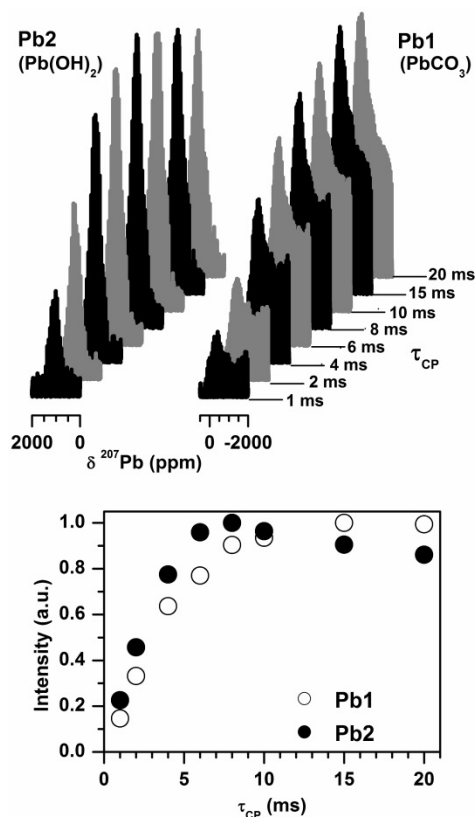 Pb2
(Pb(OH)₂)
Pb1
(PbCO₃)
20 ms
15 ms
10 ms
8 ms
6 ms
4 ms
2 ms
1 ms
τCP
2000 0
0 -2000
δ ²⁰⁷Pb (ppm)
1.0
0.8
0.6
0.4
0.2
0.0
Intensity (a.u.)
Pb1
Pb2
0 5 10 15 20
τCP (ms)